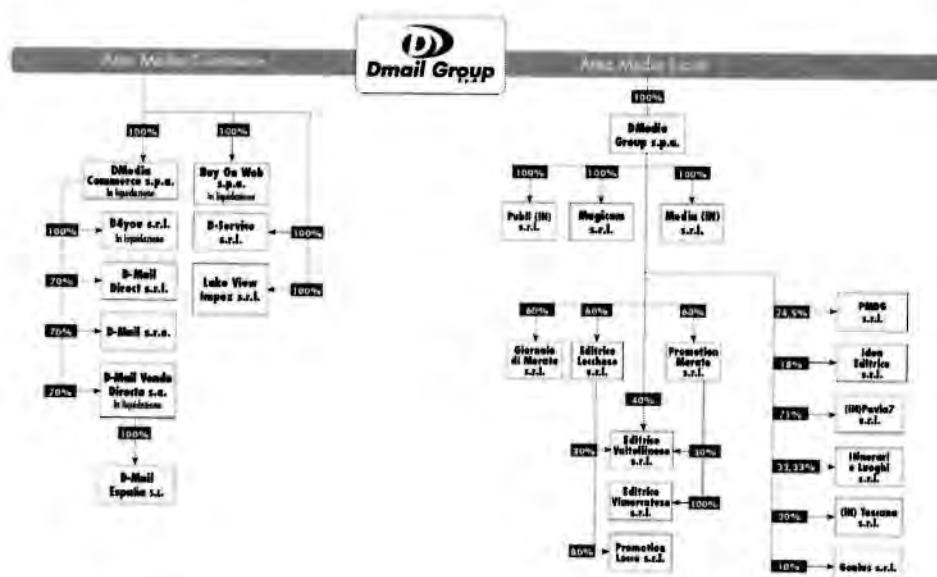 Area Media Commerce
Dmail Group
s.p.a.
Area Media Locali
100%
DMedia
Commerce s.p.a.
in liquidazione
100%
Buy On Web
s.p.a.
in liquidazione
100%
D4you s.r.l.
in liquidazione
D-Service
s.r.l.
100%
70%
D-Mail
Direct s.r.l.
Lake View
Impex s.r.l.
100%
70%
D-Mail s.r.o.
70%
D-Mail Venda
Directa s.a.
in liquidazione
100%
D-Mail
España s.L.
100%
DMedia
Group s.p.a.
100%
Publi (iN)
s.r.l.
100%
Magicom
s.r.l.
100%
Media (iN)
s.r.l.
60%
Giornale
di Merate
s.r.l.
60%
Editrice
Lecchese
s.r.l.
60%
Promotion
Merate
s.r.l.
40%
30%
Editrice
Valtellinese
s.r.l.
30%
Editrice
Vimercatese
s.r.l.
100%
80%
Promotion
Lecco s.r.l.
24,5%
PMDG
s.r.l.
Idea
Editrice
s.r.l.
(iN)Pavia7
s.r.l.
33,33%
Itinerari
e Luoghi
s.r.l.
20%
(iN) Toscana
s.r.l.
10%
Genius s.r.l.